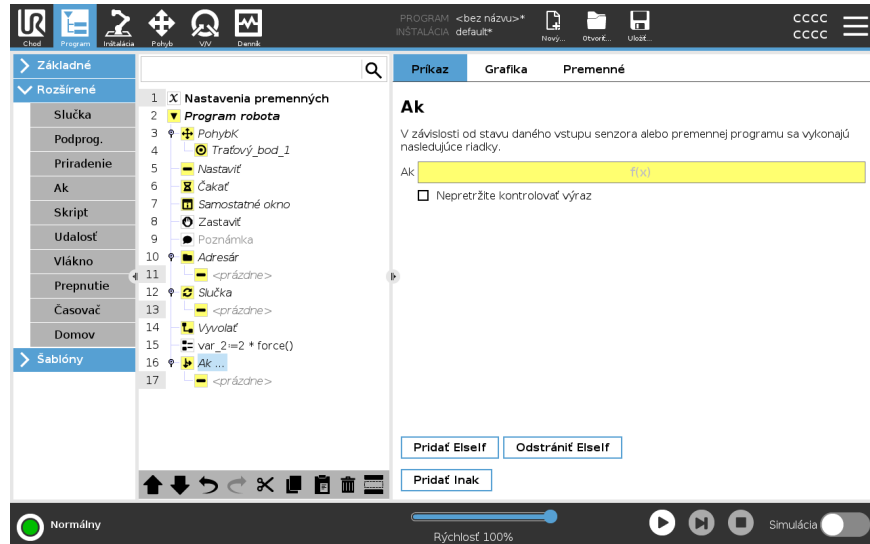 PROGRAM <bez názvu>*
INŠTALÁCIA default*
Chod Program Inštalácia Pohyb V/V Denník
Nový... Otvoriť... Uložiť...
CCCC
CCCC
Základné
Rozšírené
Slučka
Podprog.
Priradenie
Ak
Skript
Udalosť
Vlákno
Prepnutie
Časovač
Domov
Šablóny
1 X Nastavenia premenných
2 Program robota
3 PohybK
4 Traťový_bod_1
5 Nastaviť
6 Čakať
7 Samostatné okno
8 Zastaviť
9 Poznámka
10 Adresár
11 <prázdne>
12 Slučka
13 <prázdne>
14 Vyvolať
15 var_2≔2 * force()
16 Ak ...
17 <prázdne>
Príkaz Grafika Premenné
Ak
V závislosti od stavu daného vstupu senzora alebo premennej programu sa vykonajú
nasledujúce riadky.
Ak f(x)
Nepretržite kontrolovať výraz
Pridať ElseIf Odstrániť ElseIf
Pridať Inak
Normálny
Rýchlosť 100%
Simulácia